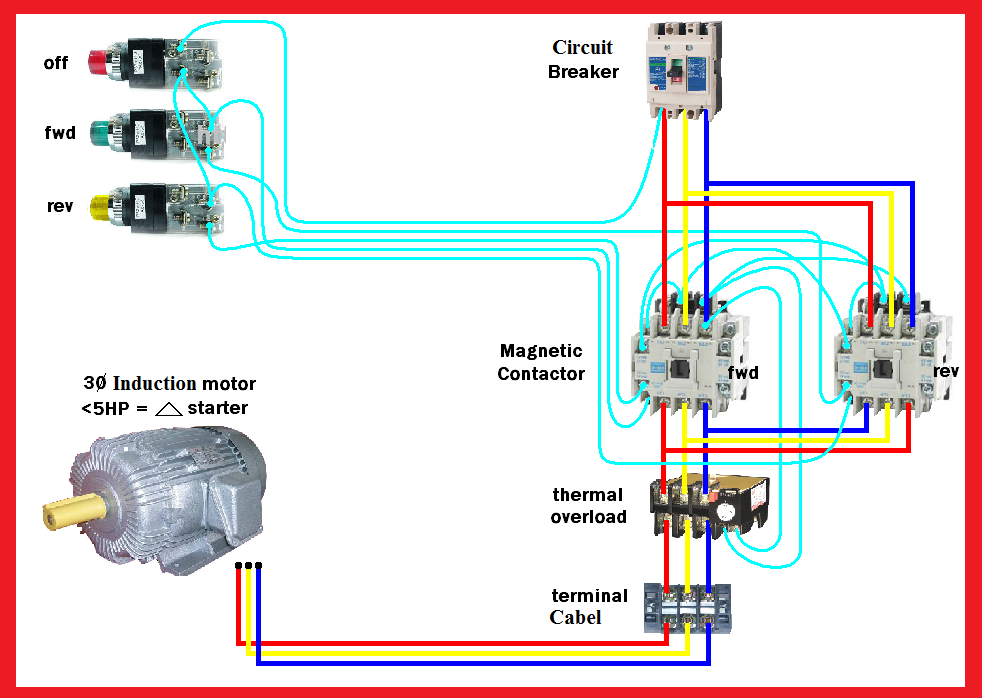 off
fwd
rev
Circuit
Breaker
Magnetic
Contactor
fwd
rev
3Ø Induction motor
<5HP = △ starter
thermal
overload
terminal
Cabel